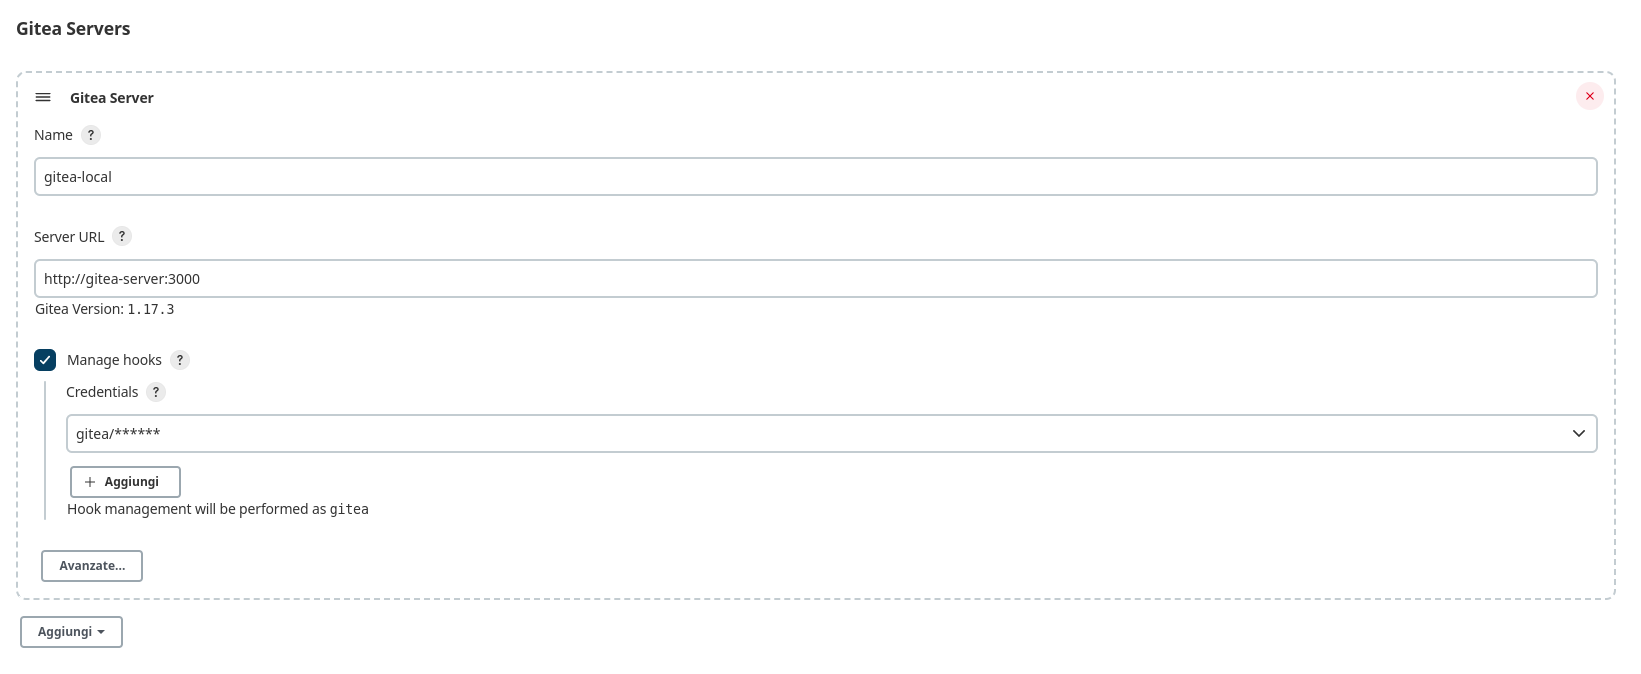 Gitea Servers
Gitea Server
Name ?
gitea-local
Server URL ?
http://gitea-server:3000
Gitea Version: 1.17.3
Manage hooks ?
Credentials ?
gitea/******
Aggiungi
Hook management will be performed as gitea
Avanzate...
Aggiungi